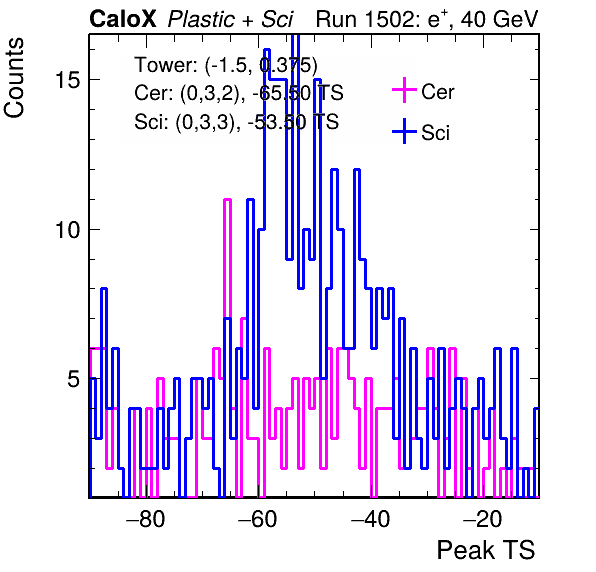 CaloX Plastic + Sci Run 1502: e+, 40 GeV
Counts
Tower: (-1.5, 0.375)
Cer: (0,3,2), -65.50 TS
Sci: (0,3,3), -53.50 TS
Cer
Sci
15
10
5
−80 −60 −40 −20
Peak TS